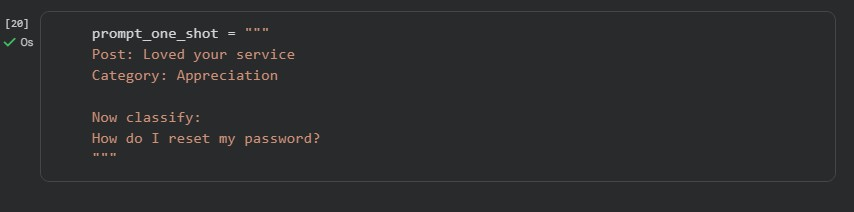 [20]
0s
prompt_one_shot = """
Post: Loved your service
Category: Appreciation

Now classify:
How do I reset my password?
"""